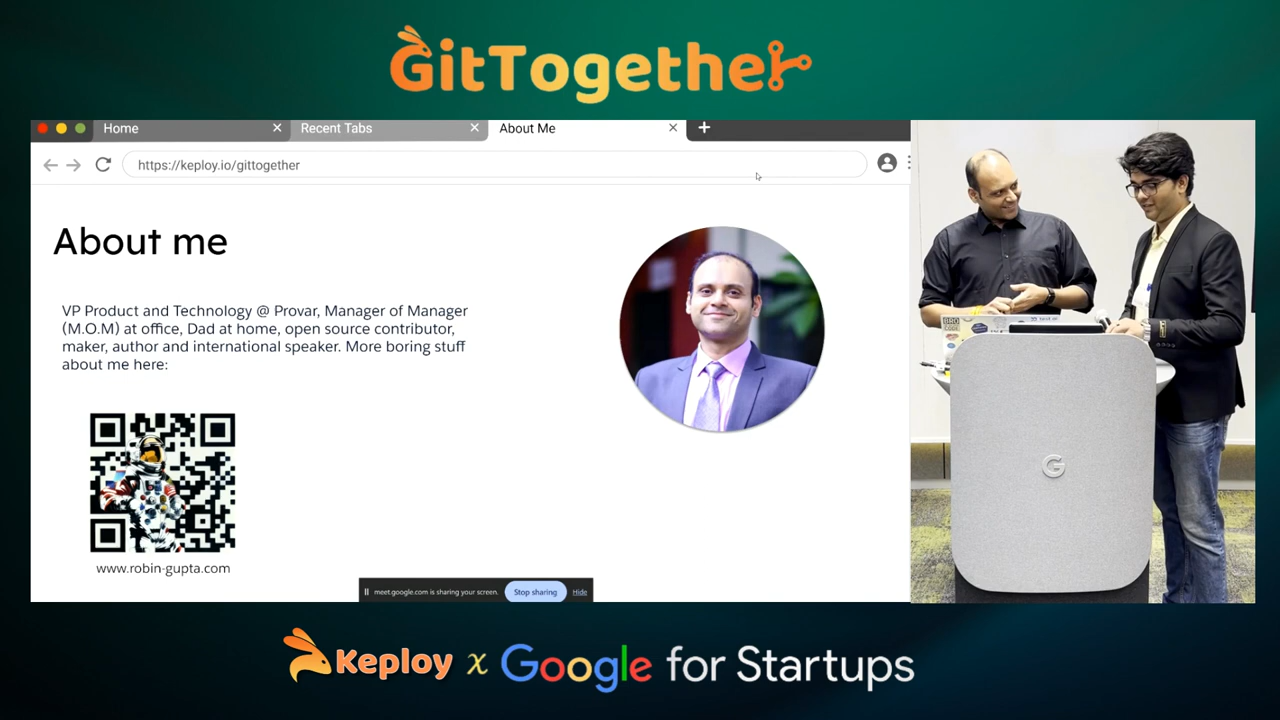 GitTogether
Home
Recent Tabs
About Me
https://keploy.io/gittogether
About me
VP Product and Technology @ Provar, Manager of Manager
(M.O.M) at office, Dad at home, open source contributor,
maker, author and international speaker. More boring stuff
about me here:
www.robin-gupta.com
meet.google.com is sharing your screen.
Stop sharing
Hide
BRO
CODE
G
Keploy x Google for Startups